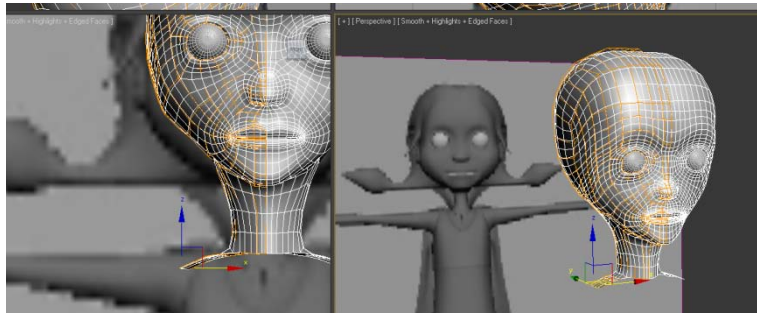 mooth + Highlights + Edged Faces ]
[ + ] [ Perspective ] [ Smooth + Highlights + Edged Faces ]
z
x
z
y